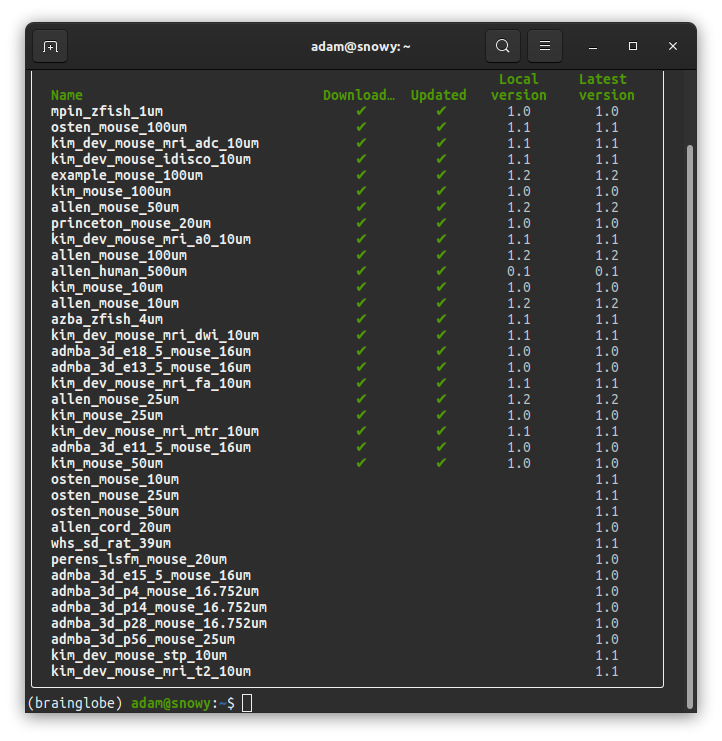 adam@snowy: ~
Local Latest
Name Download… Updated version version
mpin_zfish_1um ✔ ✔ 1.0 1.0
osten_mouse_100um ✔ ✔ 1.1 1.1
kim_dev_mouse_mri_adc_10um ✔ ✔ 1.1 1.1
kim_dev_mouse_idisco_10um ✔ ✔ 1.1 1.1
example_mouse_100um ✔ ✔ 1.2 1.2
kim_mouse_100um ✔ ✔ 1.0 1.0
allen_mouse_50um ✔ ✔ 1.2 1.2
princeton_mouse_20um ✔ ✔ 1.0 1.0
kim_dev_mouse_mri_a0_10um ✔ ✔ 1.1 1.1
allen_mouse_100um ✔ ✔ 1.2 1.2
allen_human_500um ✔ ✔ 0.1 0.1
kim_mouse_10um ✔ ✔ 1.0 1.0
allen_mouse_10um ✔ ✔ 1.2 1.2
azba_zfish_4um ✔ ✔ 1.1 1.1
kim_dev_mouse_mri_dwi_10um ✔ ✔ 1.1 1.1
admba_3d_e18_5_mouse_16um ✔ ✔ 1.0 1.0
admba_3d_e13_5_mouse_16um ✔ ✔ 1.0 1.0
kim_dev_mouse_mri_fa_10um ✔ ✔ 1.1 1.1
allen_mouse_25um ✔ ✔ 1.2 1.2
kim_mouse_25um ✔ ✔ 1.0 1.0
kim_dev_mouse_mri_mtr_10um ✔ ✔ 1.1 1.1
admba_3d_e11_5_mouse_16um ✔ ✔ 1.0 1.0
kim_mouse_50um ✔ ✔ 1.0 1.0
osten_mouse_10um 1.1
osten_mouse_25um 1.1
osten_mouse_50um 1.1
allen_cord_20um 1.0
whs_sd_rat_39um 1.1
perens_lsfm_mouse_20um 1.0
admba_3d_e15_5_mouse_16um 1.0
admba_3d_p4_mouse_16.752um 1.0
admba_3d_p14_mouse_16.752um 1.0
admba_3d_p28_mouse_16.752um 1.0
admba_3d_p56_mouse_25um 1.0
kim_dev_mouse_stp_10um 1.1
kim_dev_mouse_mri_t2_10um 1.1
(brainglobe) adam@snowy:~$